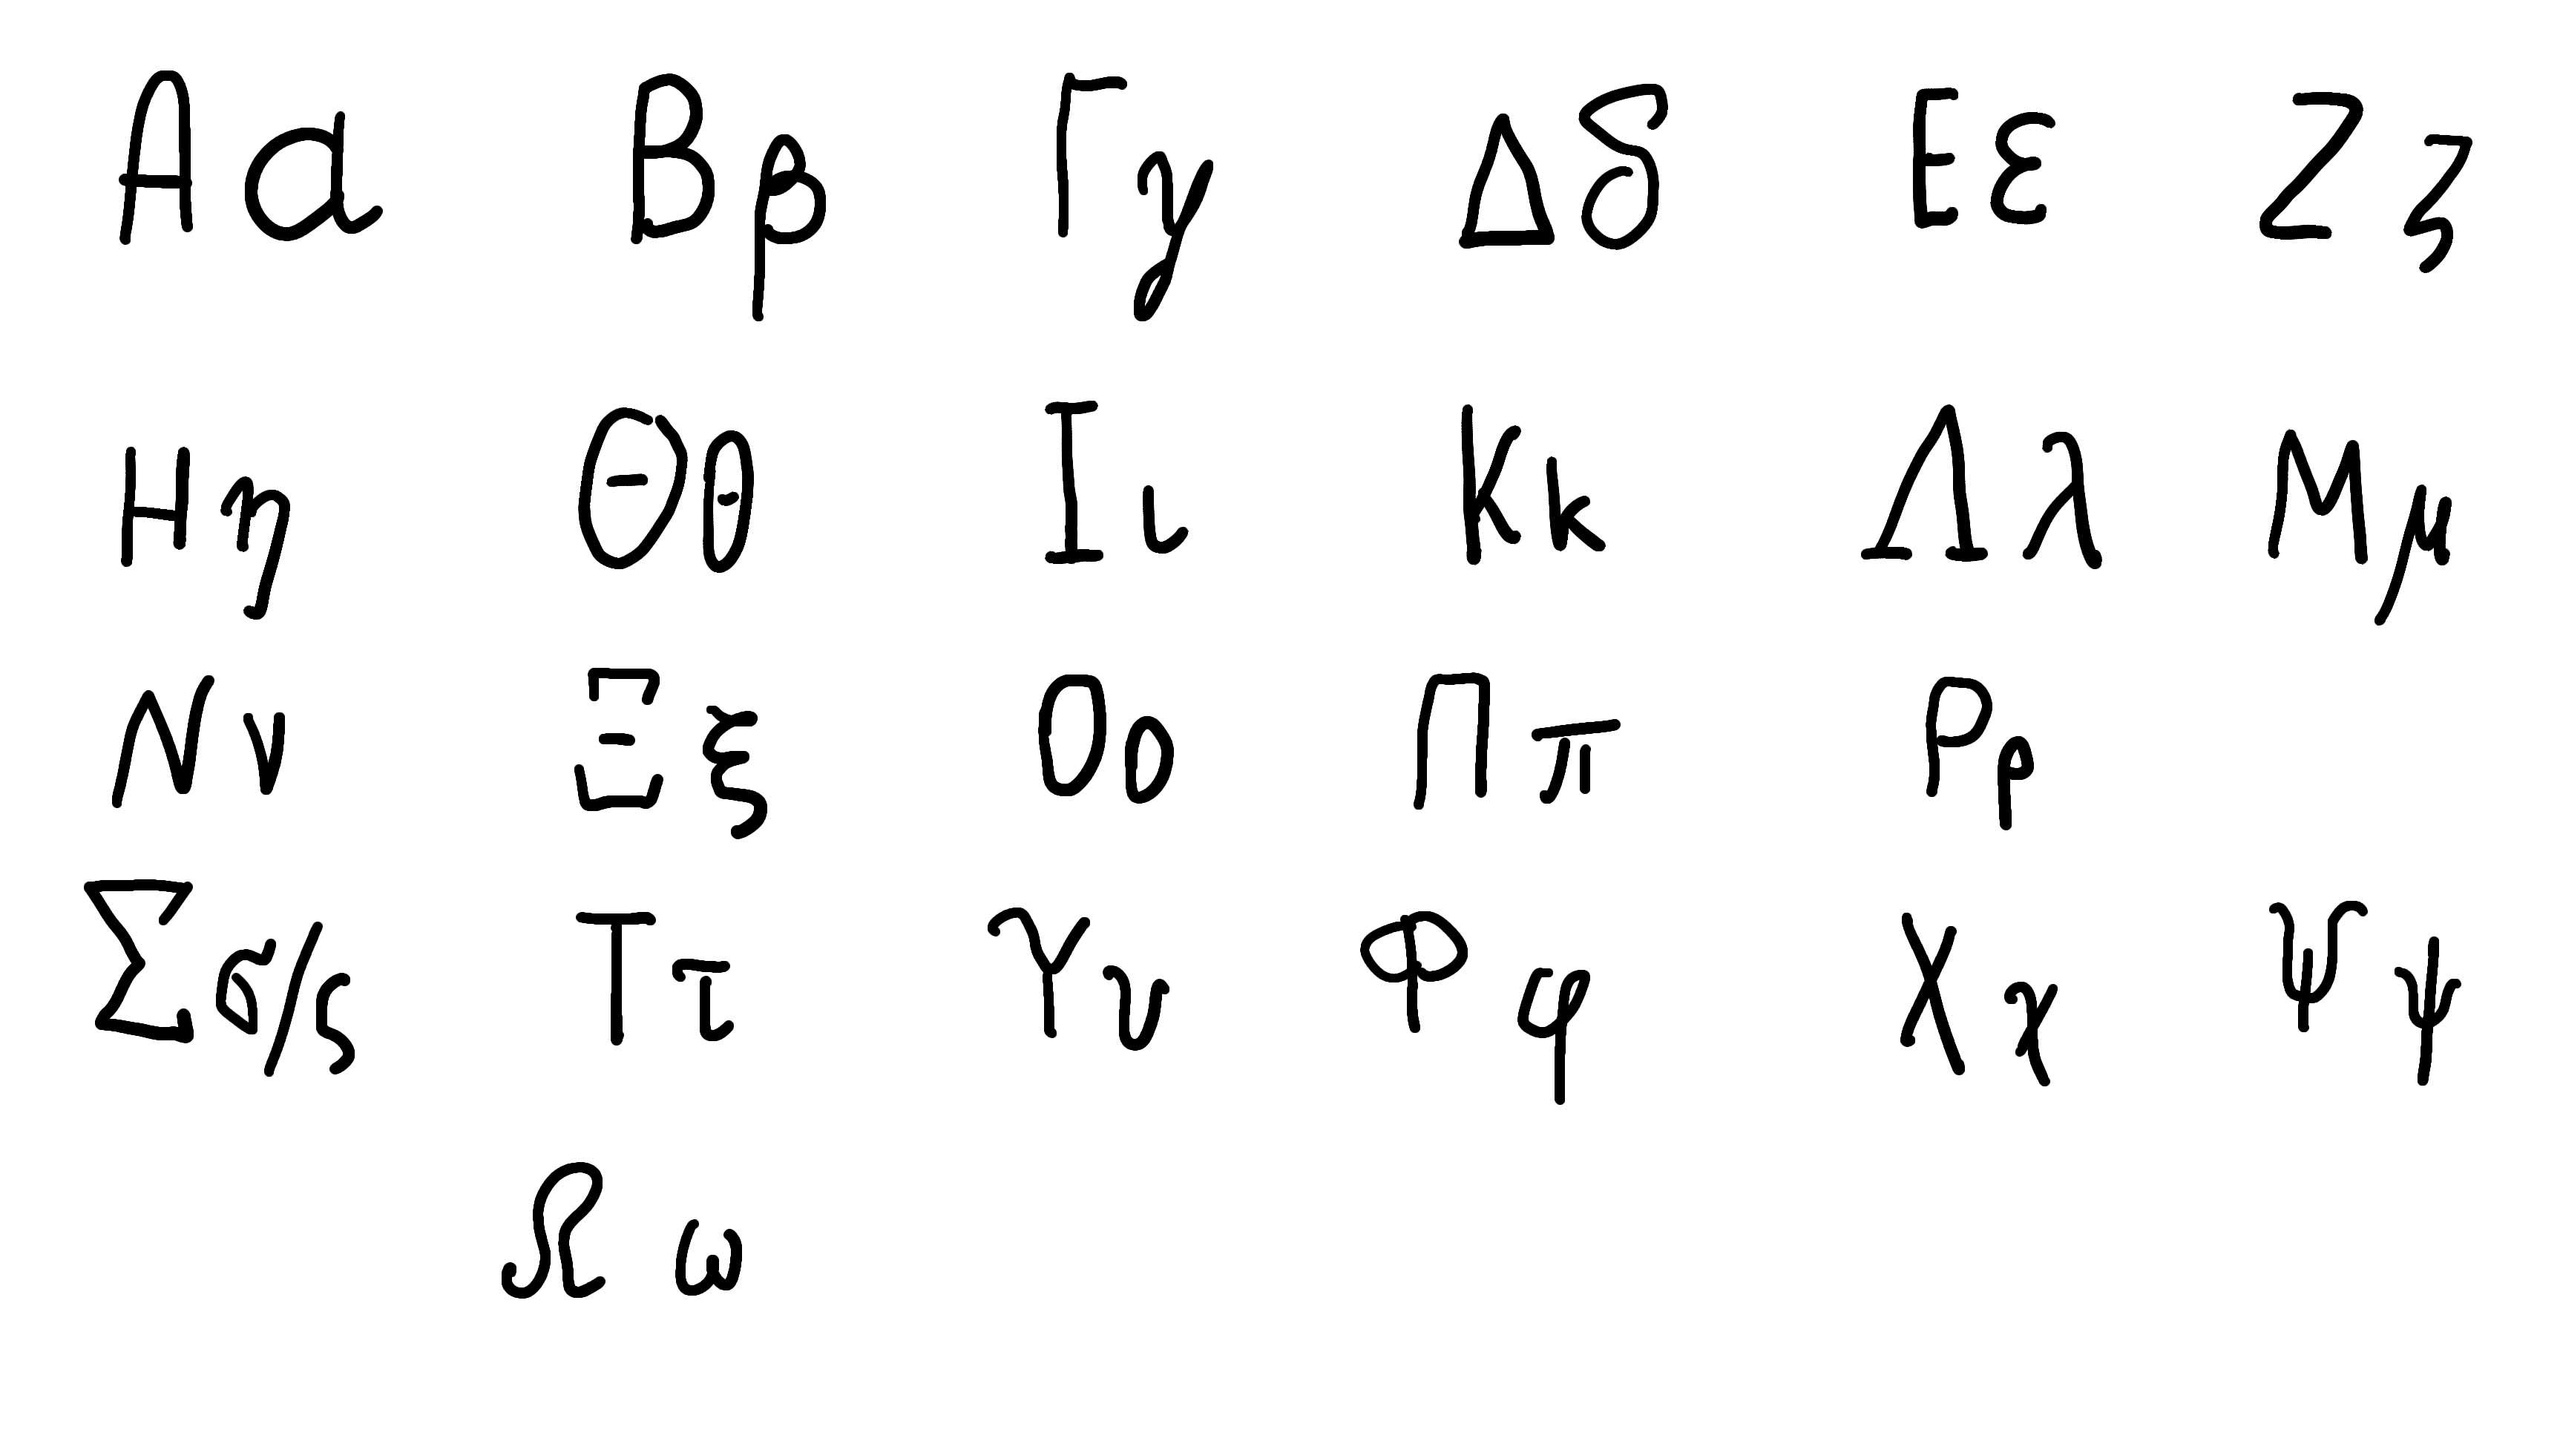 Αα Ββ Γγ Δδ Εε Ζζ
Ηη Θθ Ιι Κκ Λλ Μμ
Νν Ξξ Οο Ππ Ρρ
Σσ/ς Ττ Υυ Φφ Χχ Ψψ
Ωω